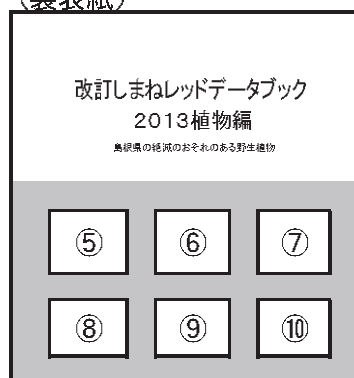 （裏表紙）
改訂しまねレッドデータブック
2013植物編
島根県の絶滅のおそれのある野生植物
⑤ ⑥ ⑦
⑧ ⑨ ⑩